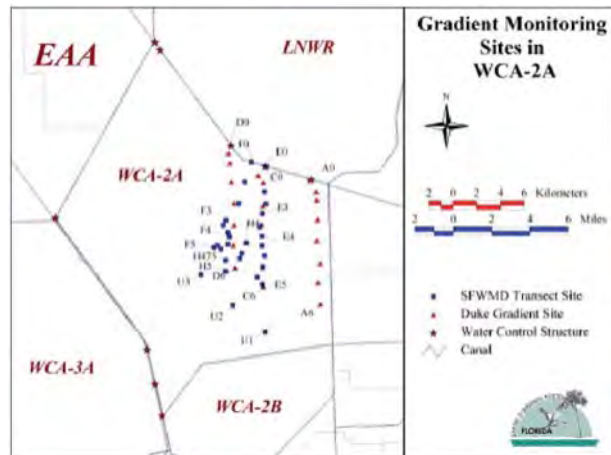 EAA
LNWR
D0
F0
E0
A0
C0
WCA-2A
F3
E3
F4
H4
E4
F5
H475
H5
D6
U3
E5
C6
U2
A6
U1
WCA-3A
WCA-2B
Gradient Monitoring
Sites in
WCA-2A
N
2 0 2 4 6 Kilometers
2 0 2 4 6 Miles
SFWMD Transect Site
Duke Gradient Site
Water Control Structure
Canal
FLORIDA